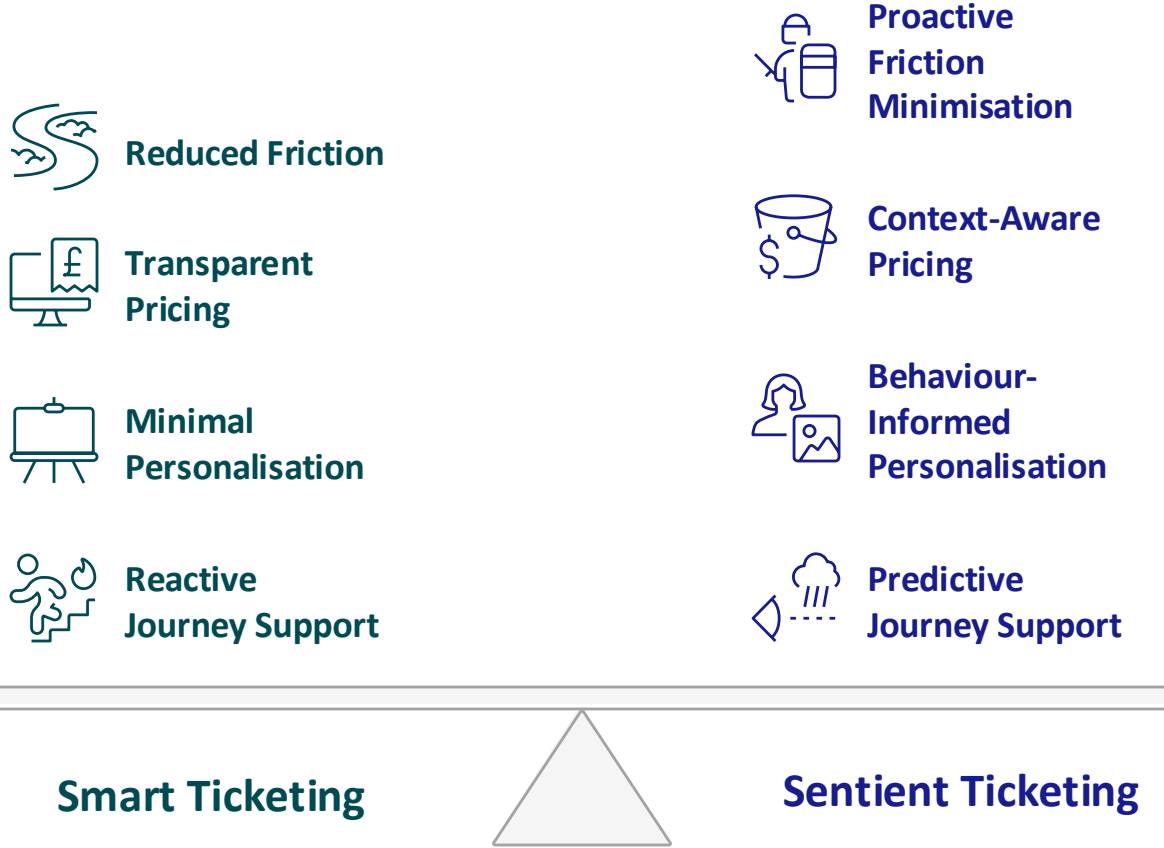 Reduced Friction
Transparent
Pricing
Minimal
Personalisation
Reactive
Journey Support
Smart Ticketing
Proactive
Friction
Minimisation
Context-Aware
Pricing
Behaviour-
Informed
Personalisation
Predictive
Journey Support
Sentient Ticketing
£
$